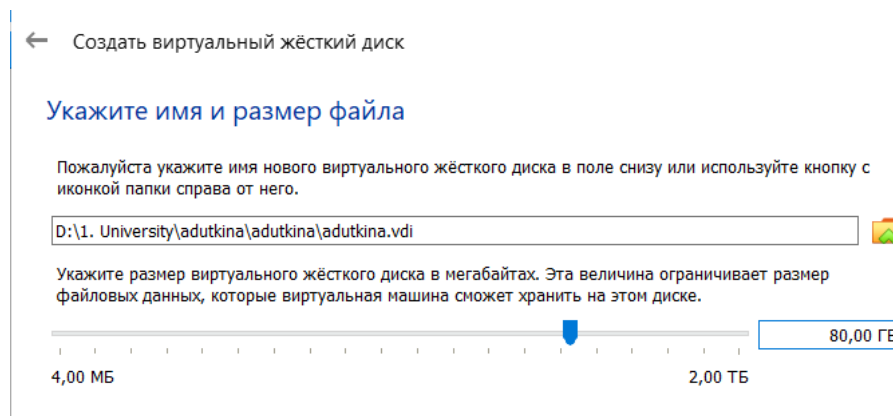 Создать виртуальный жёсткий диск
Укажите имя и размер файла
Пожалуйста укажите имя нового виртуального жёсткого диска в поле снизу или используйте кнопку с
иконкой папки справа от него.
D:\1. University\adutkina\adutkina\adutkina.vdi
Укажите размер виртуального жёсткого диска в мегабайтах. Эта величина ограничивает размер
файловых данных, которые виртуальная машина сможет хранить на этом диске.
80,00 ГБ
4,00 МБ 2,00 ТБ